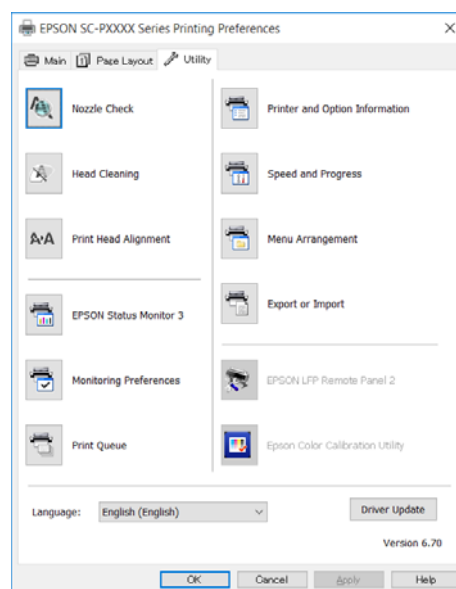 EPSON SC-PXXXX Series Printing Preferences
Main
Page Layout
Utility
Nozzle Check
Printer and Option Information
Head Cleaning
Speed and Progress
Print Head Alignment
Menu Arrangement
EPSON Status Monitor 3
Export or Import
Monitoring Preferences
EPSON LFP Remote Panel 2
Print Queue
Epson Color Calibration Utility
Language:
English (English)
Driver Update
Version 6.70
OK
Cancel
Apply
Help